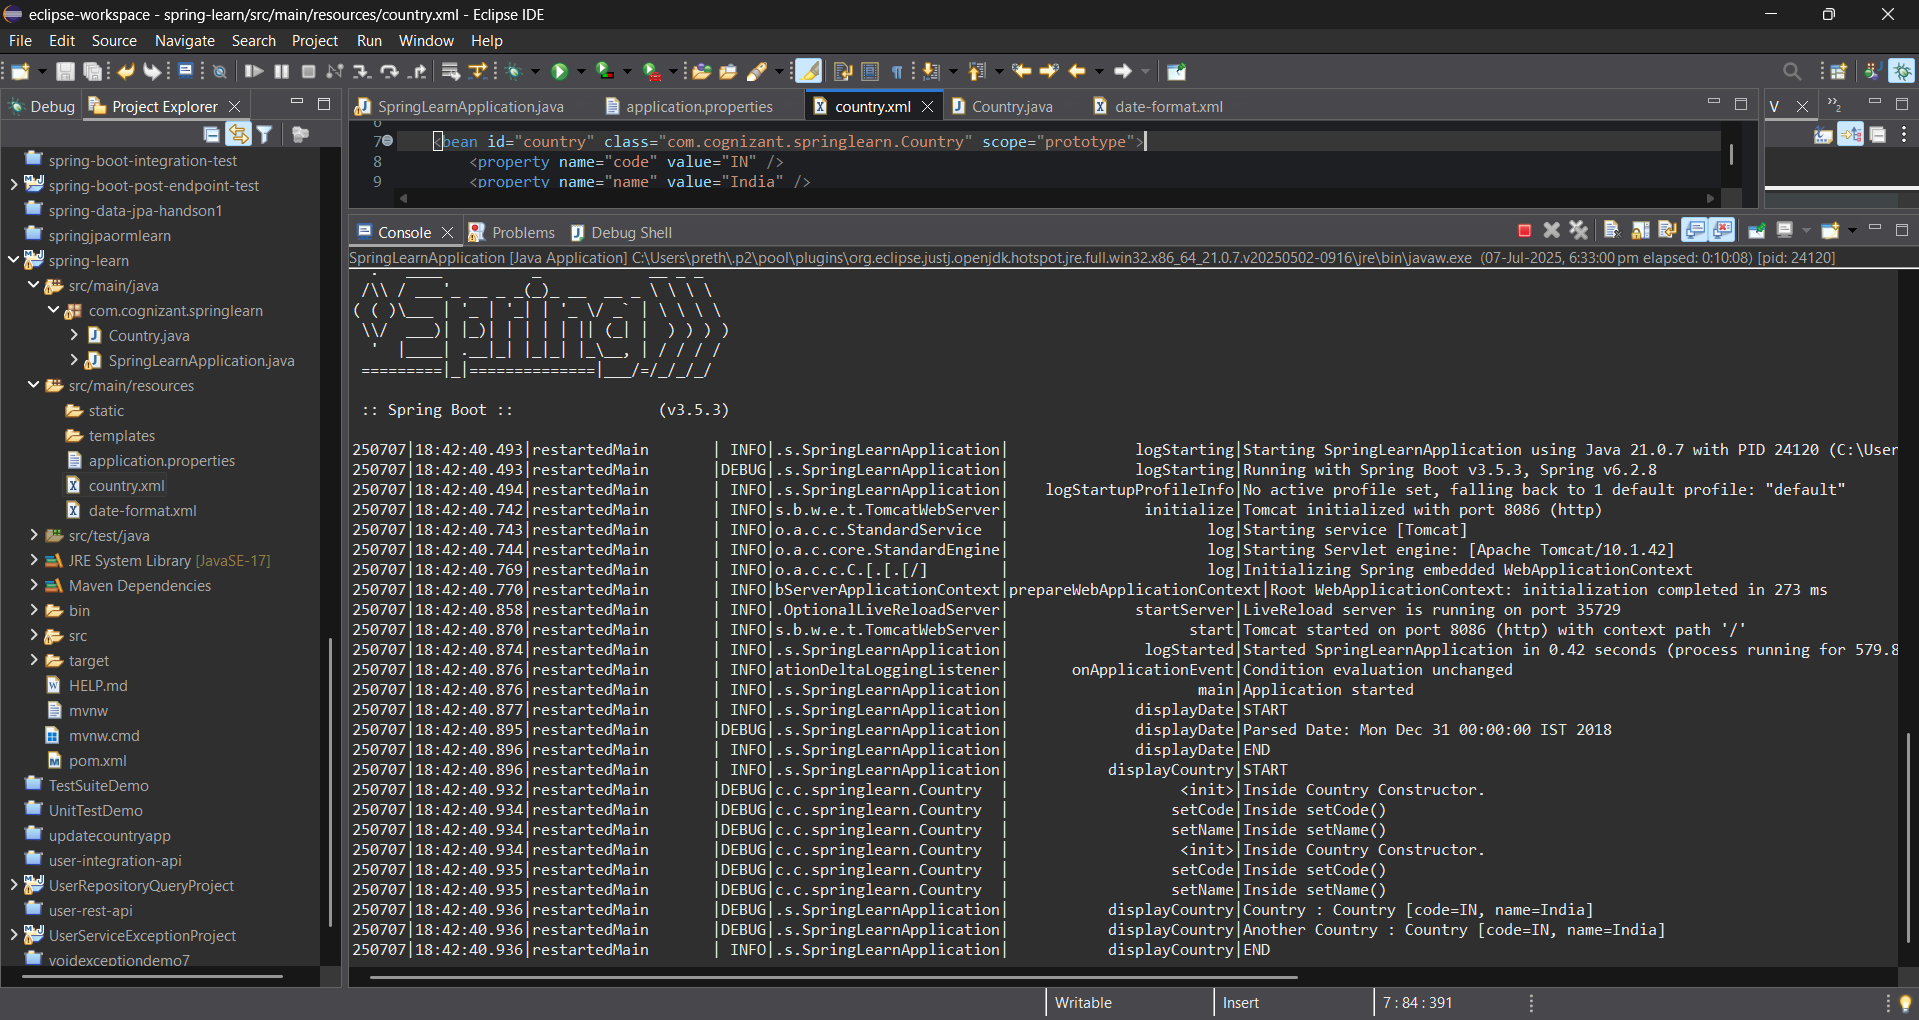 eclipse-workspace - spring-learn/src/main/resources/country.xml - Eclipse IDE
File Edit Source Navigate Search Project Run Window Help
Debug Project Explorer
spring-boot-integration-test
spring-boot-post-endpoint-test
spring-data-jpa-handson1
springjpaormlearn
spring-learn
src/main/java
com.cognizant.springlearn
Country.java
SpringLearnApplication.java
src/main/resources
static
templates
application.properties
country.xml
date-format.xml
src/test/java
JRE System Library [JavaSE-17]
Maven Dependencies
bin
src
target
HELP.md
mvnw
mvnw.cmd
pom.xml
TestSuiteDemo
UnitTestDemo
updatecountryapp
user-integration-api
UserRepositoryQueryProject
user-rest-api
UserServiceExceptionProject
voidexceptiondemo7
SpringLearnApplication.java application.properties country.xml Country.java date-format.xml
6
7 <bean id="country" class="com.cognizant.springlearn.Country" scope="prototype">
8 <property name="code" value="IN" />
9 <property name="name" value="India" />
V
2
Console Problems Debug Shell
SpringLearnApplication [Java Application] C:\Users\preth\.p2\pool\plugins\org.eclipse.justj.openjdk.hotspot.jre.full.win32.x86_64_21.0.7.v20250502-0916\jre\bin\javaw.exe (07-Jul-2025, 6:33:00 pm elapsed: 0:10:08) [pid: 24120]
  .   ____          _            __ _ _
 /\\ / ___'_ __ _ _(_)_ __  __ _ \ \ \ \
( ( )\___ | '_ | '_| | '_ \/ _` | \ \ \ \
 \\/  ___)| |_)| | | | | || (_| |  ) ) ) )
  '  |____| .__|_| |_|_| |_\__, | / / / /
 =========|_|==============|___/=/_/_/_/
:: Spring Boot :: (v3.5.3)
250707|18:42:40.493|restartedMain | INFO|.s.SpringLearnApplication| logStarting|Starting SpringLearnApplication using Java 21.0.7 with PID 24120 (C:\User
250707|18:42:40.493|restartedMain |DEBUG|.s.SpringLearnApplication| logStarting|Running with Spring Boot v3.5.3, Spring v6.2.8
250707|18:42:40.494|restartedMain | INFO|.s.SpringLearnApplication| logStartupProfileInfo|No active profile set, falling back to 1 default profile: "default"
250707|18:42:40.742|restartedMain | INFO|s.b.w.e.t.TomcatWebServer| initialize|Tomcat initialized with port 8086 (http)
250707|18:42:40.743|restartedMain | INFO|o.a.c.c.StandardService | log|Starting service [Tomcat]
250707|18:42:40.744|restartedMain | INFO|o.a.c.core.StandardEngine| log|Starting Servlet engine: [Apache Tomcat/10.1.42]
250707|18:42:40.769|restartedMain | INFO|o.a.c.c.C.[.[.[/] | log|Initializing Spring embedded WebApplicationContext
250707|18:42:40.770|restartedMain | INFO|bServerApplicationContext|prepareWebApplicationContext|Root WebApplicationContext: initialization completed in 273 ms
250707|18:42:40.858|restartedMain | INFO|.OptionalLiveReloadServer| startServer|LiveReload server is running on port 35729
250707|18:42:40.870|restartedMain | INFO|s.b.w.e.t.TomcatWebServer| start|Tomcat started on port 8086 (http) with context path '/'
250707|18:42:40.874|restartedMain | INFO|.s.SpringLearnApplication| logStarted|Started SpringLearnApplication in 0.42 seconds (process running for 579.8
250707|18:42:40.876|restartedMain | INFO|ationDeltaLoggingListener| onApplicationEvent|Condition evaluation unchanged
250707|18:42:40.876|restartedMain | INFO|.s.SpringLearnApplication| main|Application started
250707|18:42:40.877|restartedMain | INFO|.s.SpringLearnApplication| displayDate|START
250707|18:42:40.895|restartedMain |DEBUG|.s.SpringLearnApplication| displayDate|Parsed Date: Mon Dec 31 00:00:00 IST 2018
250707|18:42:40.896|restartedMain | INFO|.s.SpringLearnApplication| displayDate|END
250707|18:42:40.896|restartedMain | INFO|.s.SpringLearnApplication| displayCountry|START
250707|18:42:40.932|restartedMain |DEBUG|c.c.springlearn.Country | <init>|Inside Country Constructor.
250707|18:42:40.934|restartedMain |DEBUG|c.c.springlearn.Country | setCode|Inside setCode()
250707|18:42:40.934|restartedMain |DEBUG|c.c.springlearn.Country | setName|Inside setName()
250707|18:42:40.934|restartedMain |DEBUG|c.c.springlearn.Country | <init>|Inside Country Constructor.
250707|18:42:40.935|restartedMain |DEBUG|c.c.springlearn.Country | setCode|Inside setCode()
250707|18:42:40.935|restartedMain |DEBUG|c.c.springlearn.Country | setName|Inside setName()
250707|18:42:40.936|restartedMain |DEBUG|.s.SpringLearnApplication| displayCountry|Country : Country [code=IN, name=India]
250707|18:42:40.936|restartedMain |DEBUG|.s.SpringLearnApplication| displayCountry|Another Country : Country [code=IN, name=India]
250707|18:42:40.936|restartedMain | INFO|.s.SpringLearnApplication| displayCountry|END
Writable Insert 7 : 84 : 391